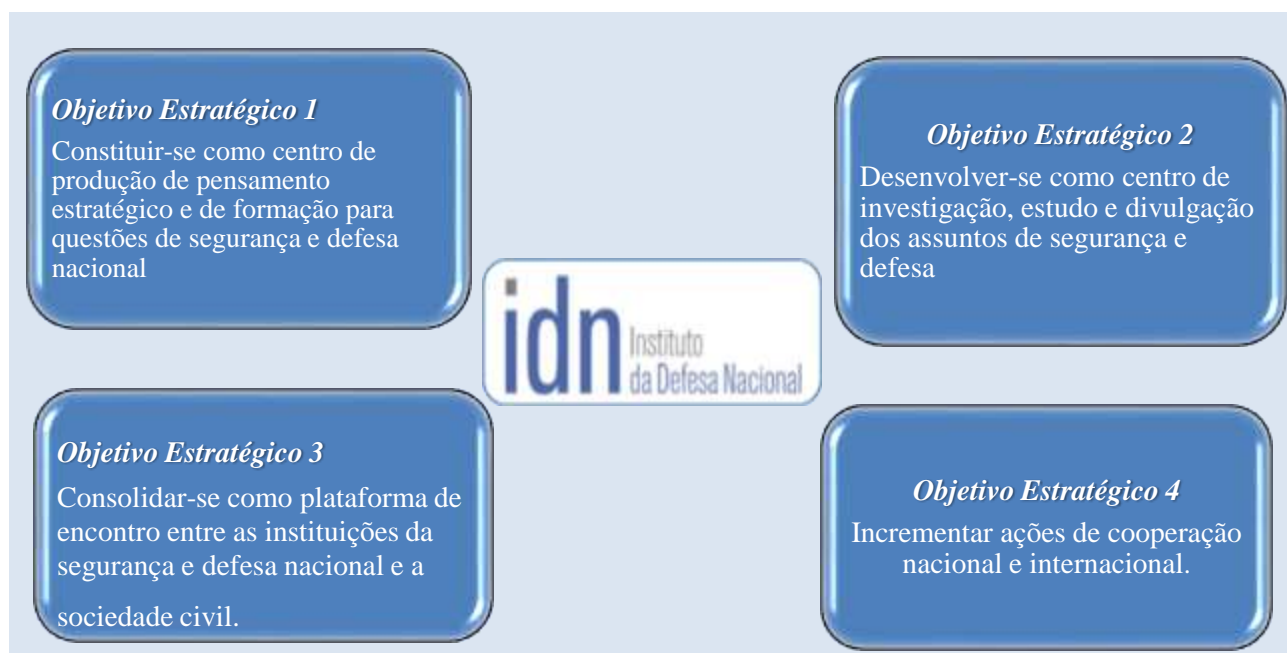 Objetivo Estratégico 1
Constituir-se como centro de
produção de pensamento
estratégico e de formação para
questões de segurança e defesa
nacional
Objetivo Estratégico 2
Desenvolver-se como centro de
investigação, estudo e divulgação
dos assuntos de segurança e
defesa
idn Instituto
da Defesa Nacional
Objetivo Estratégico 3
Consolidar-se como plataforma de
encontro entre as instituições da
segurança e defesa nacional e a
sociedade civil.
Objetivo Estratégico 4
Incrementar ações de cooperação
nacional e internacional.